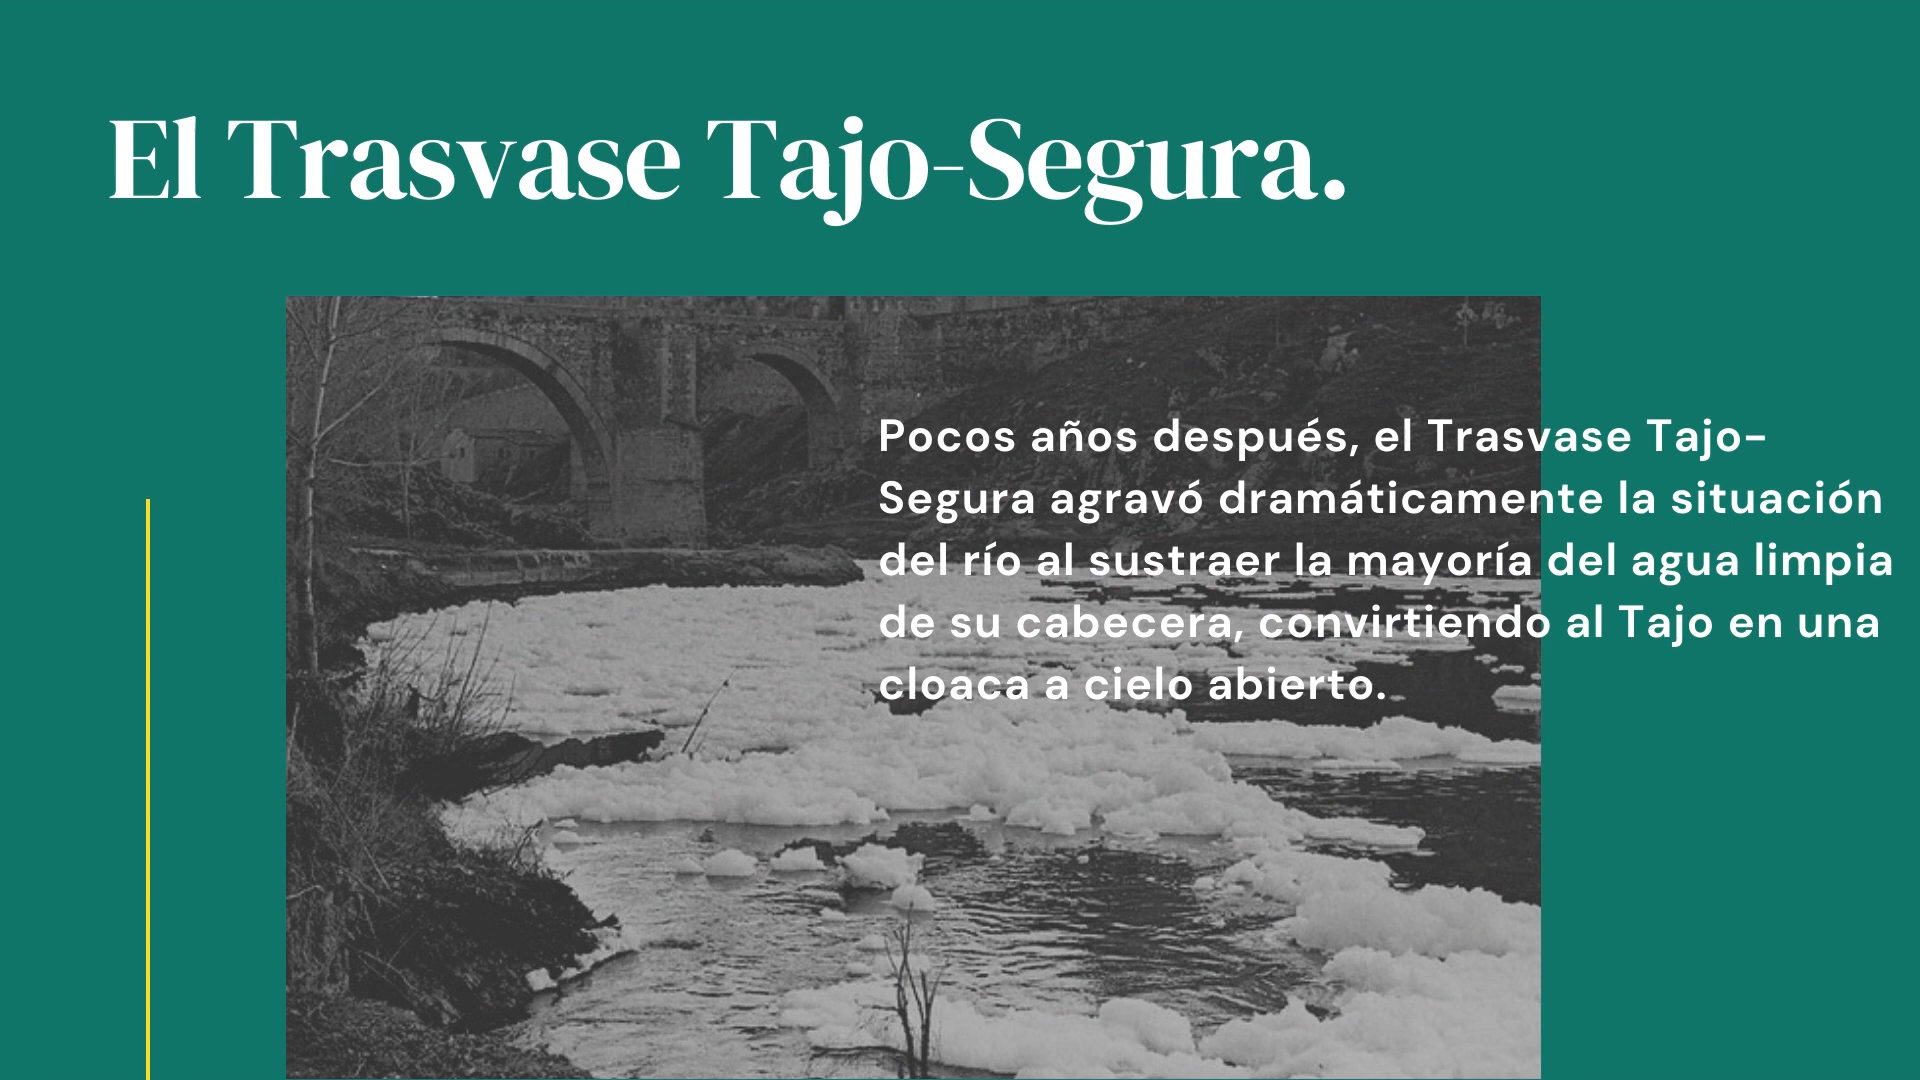 El Trasvase Tajo-Segura.
Pocos años después, el Trasvase Tajo-
Segura agravó dramáticamente la situación
del río al sustraer la mayoría del agua limpia
de su cabecera, convirtiendo al Tajo en una
cloaca a cielo abierto.